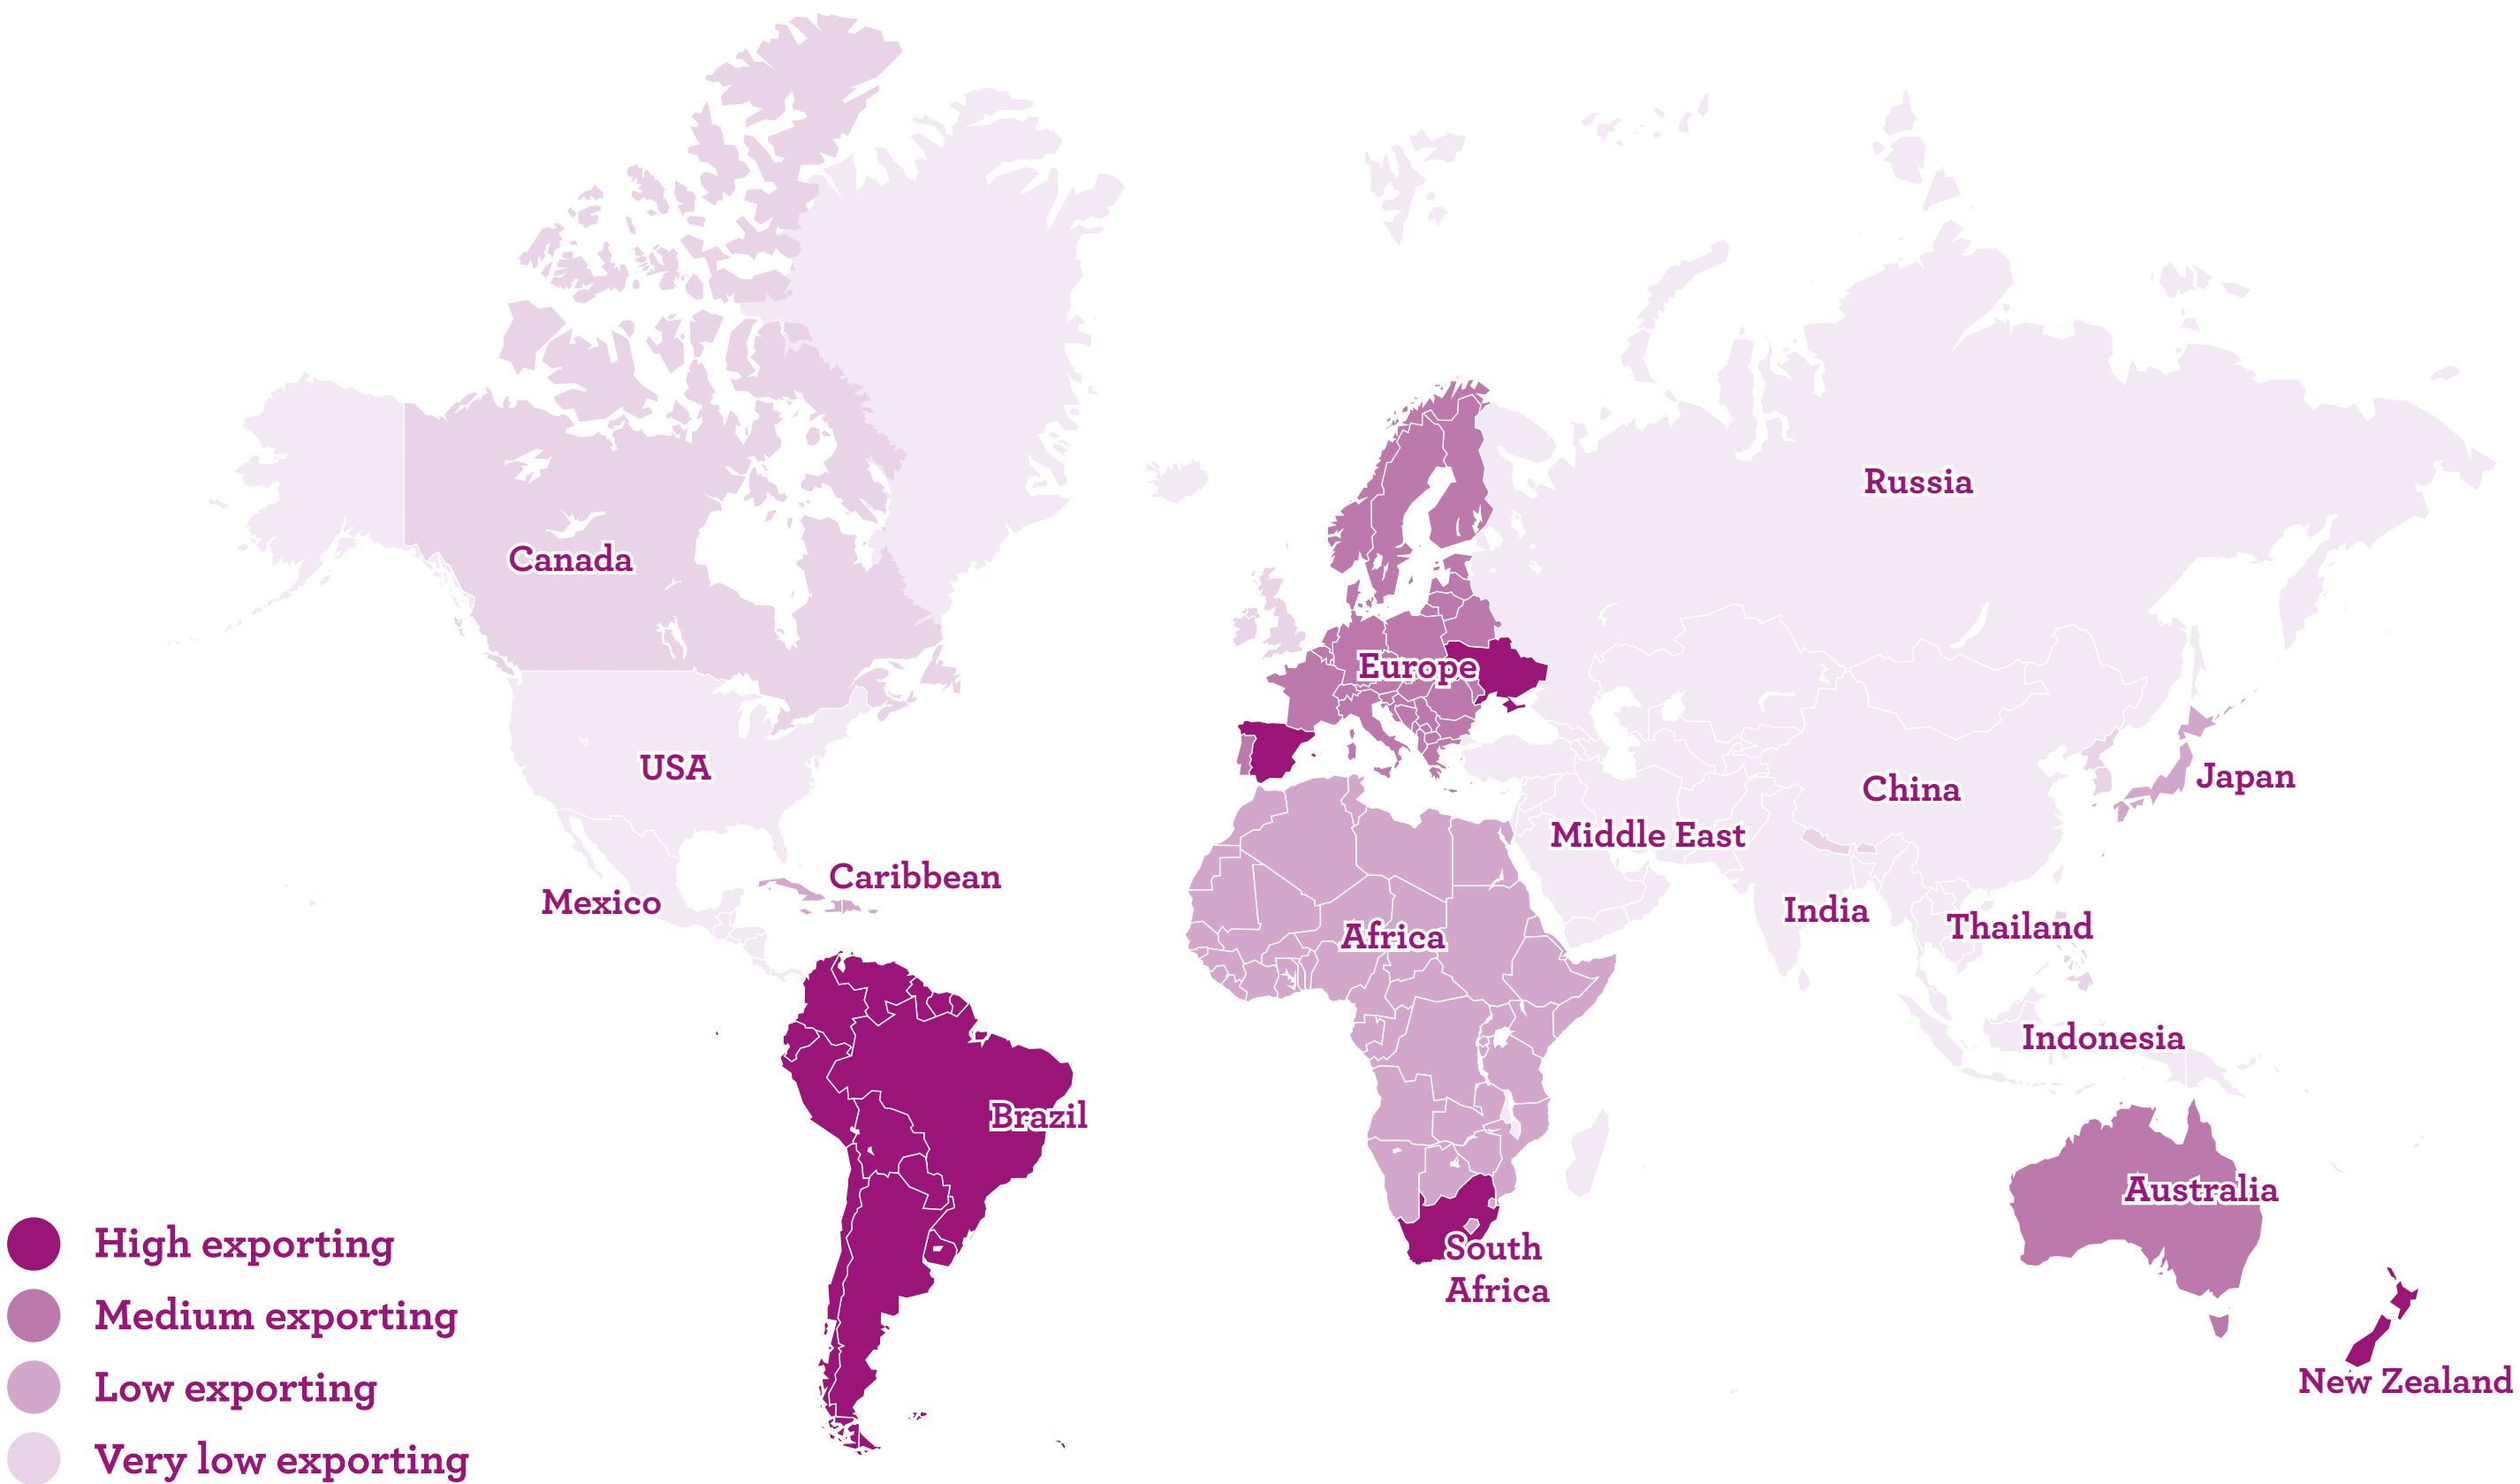 Russia
Canada
Europe
USA
China
Japan
Middle East
Caribbean
Mexico
India
Thailand
Africa
Indonesia
Brazil
Australia
South
Africa
New Zealand
High exporting
Medium exporting
Low exporting
Very low exporting